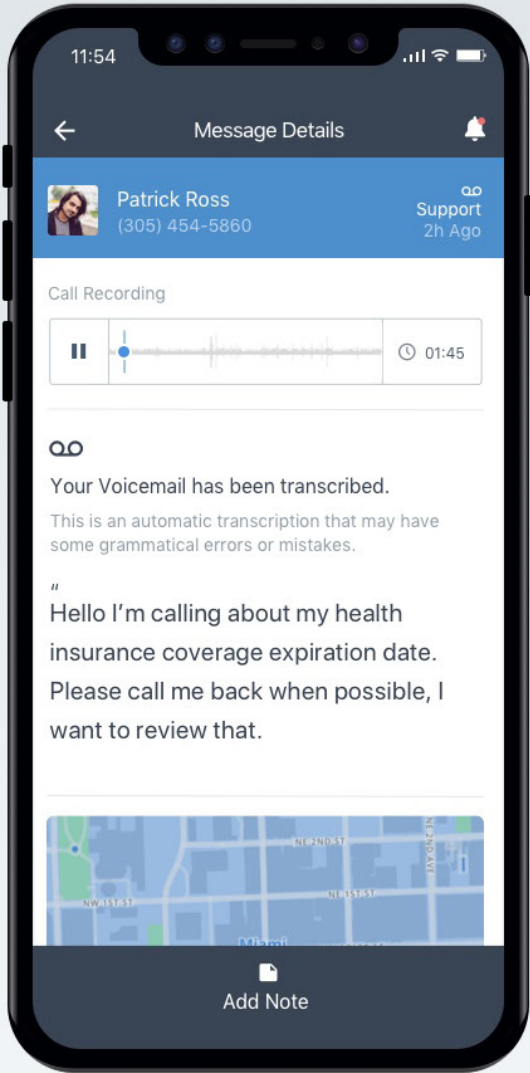 11:54
Message Details
Patrick Ross
(305) 454-5860
Support
2h Ago
Call Recording
01:45
Your Voicemail has been transcribed.
This is an automatic transcription that may have
some grammatical errors or mistakes.
"
Hello I’m calling about my health
insurance coverage expiration date.
Please call me back when possible, I
want to review that.
NE 2ND ST
NE 2ND AVE
NE 1ST ST
NW 1ST ST
Miami
Add Note